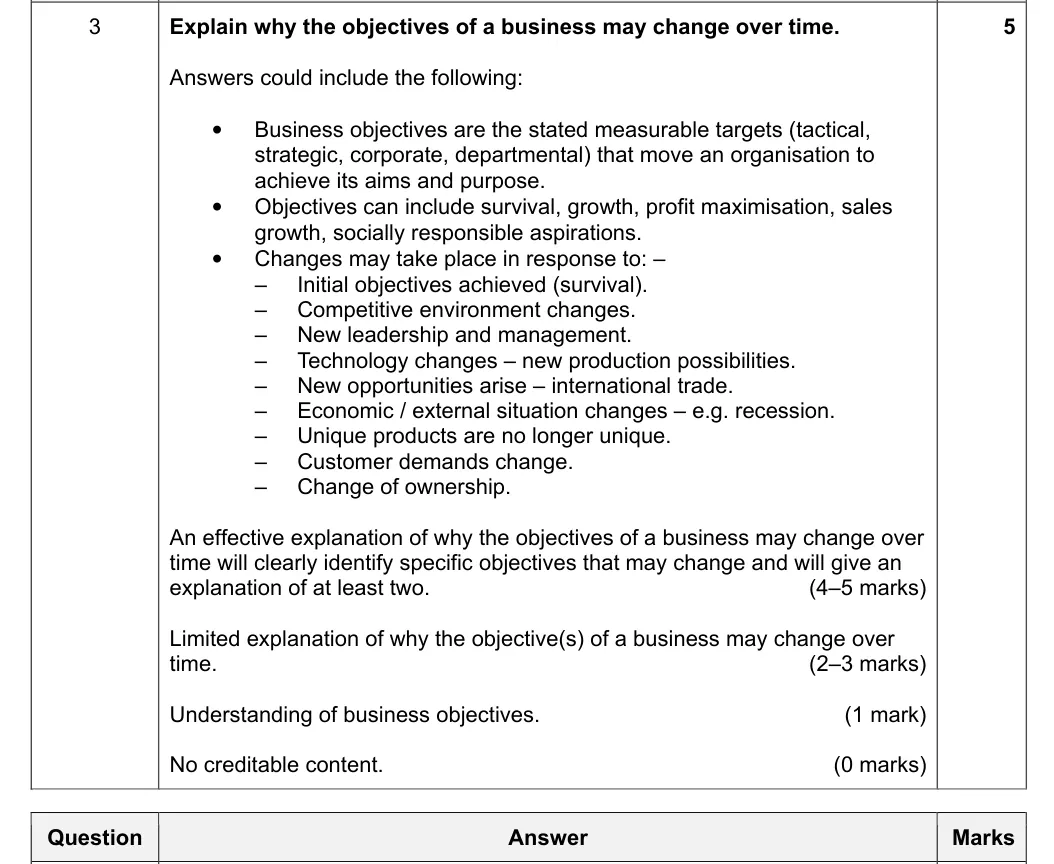 3 Explain why the objectives of a business may change over time. 5
Answers could include the following:
• Business objectives are the stated measurable targets (tactical,
strategic, corporate, departmental) that move an organisation to
achieve its aims and purpose.
• Objectives can include survival, growth, profit maximisation, sales
growth, socially responsible aspirations.
• Changes may take place in response to: –
– Initial objectives achieved (survival).
– Competitive environment changes.
– New leadership and management.
– Technology changes – new production possibilities.
– New opportunities arise – international trade.
– Economic / external situation changes – e.g. recession.
– Unique products are no longer unique.
– Customer demands change.
– Change of ownership.
An effective explanation of why the objectives of a business may change over
time will clearly identify specific objectives that may change and will give an
explanation of at least two. (4–5 marks)
Limited explanation of why the objective(s) of a business may change over
time. (2–3 marks)
Understanding of business objectives. (1 mark)
No creditable content. (0 marks)
Question Answer Marks